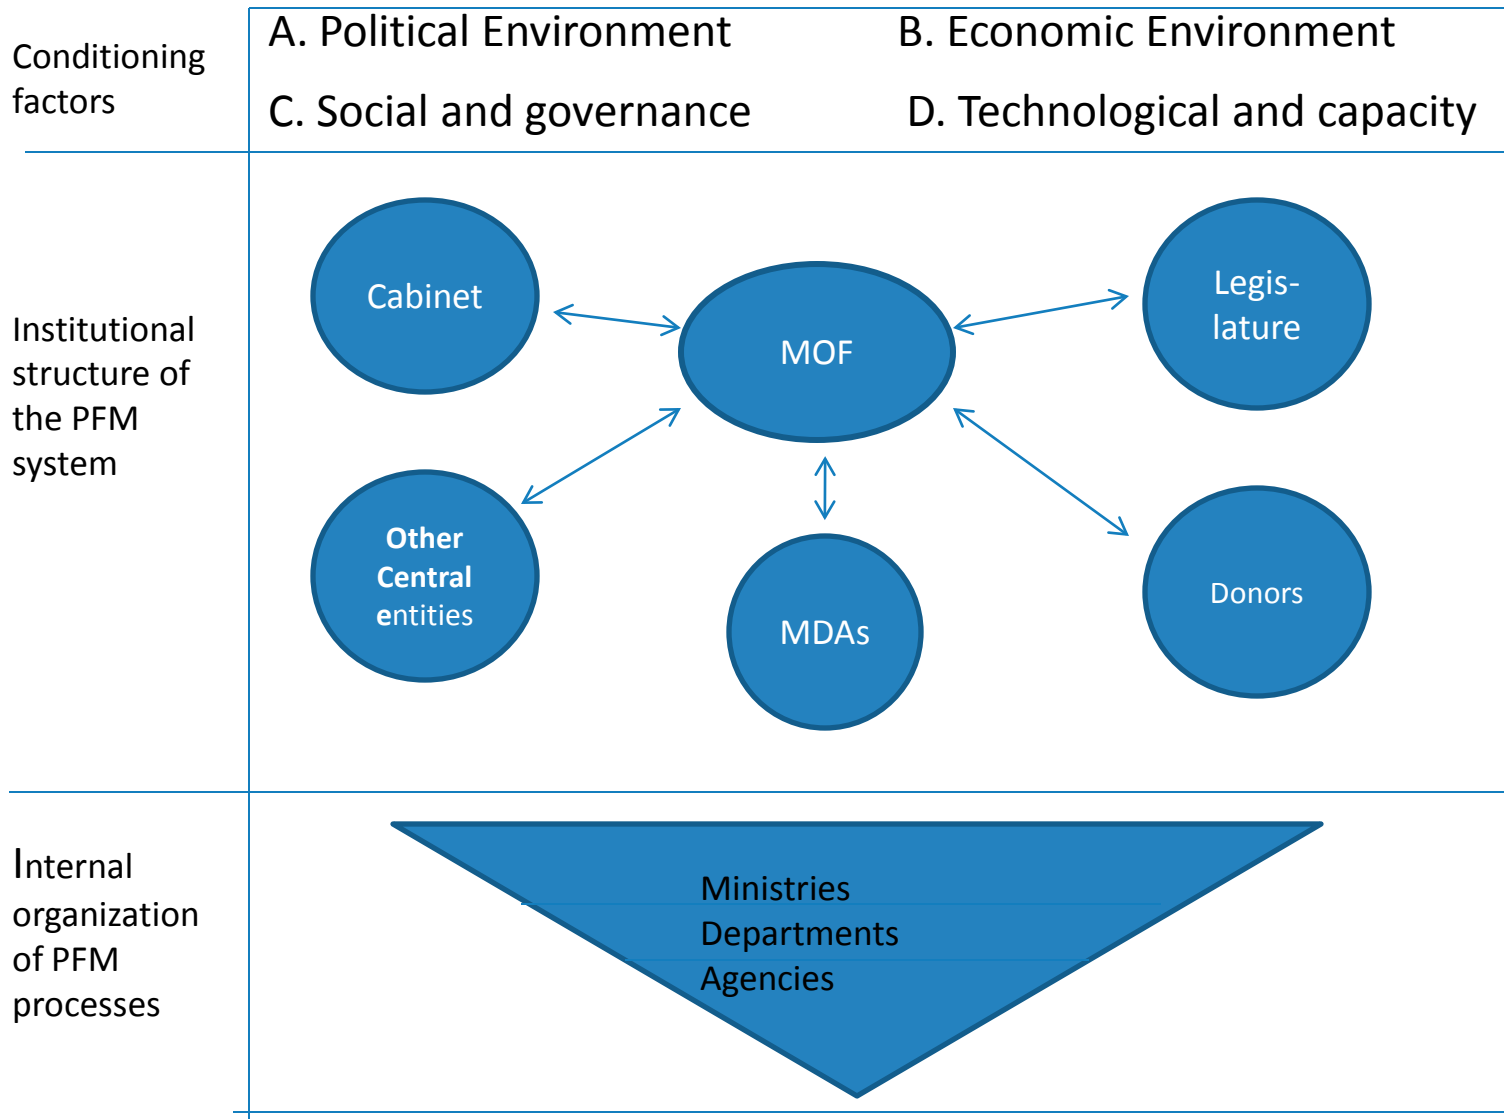 Conditioning
factors
A. Political Environment
B. Economic Environment
C. Social and governance
D. Technological and capacity
Institutional
structure of
the PFM
system
Cabinet
MOF
Legis-
lature
Other
Central
entities
MDAs
Donors
Internal
organization
of PFM
processes
Ministries
Departments
Agencies